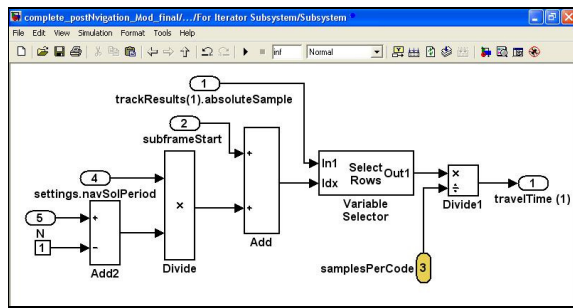 complete_postNvigation_Mod_final/.../For Iterator Subsystem/Subsystem *
File Edit View Simulation Format Tools Help
inf Normal
1
trackResults(1).absoluteSample
2
subframeStart
4
settings.navSolPeriod
5
N
1
+
−
Add2
×
Divide
+
+
Add
In1
Idx
Select
Rows
Out1
Variable
Selector
×
÷
Divide1
1
travelTime (1)
samplesPerCode
3